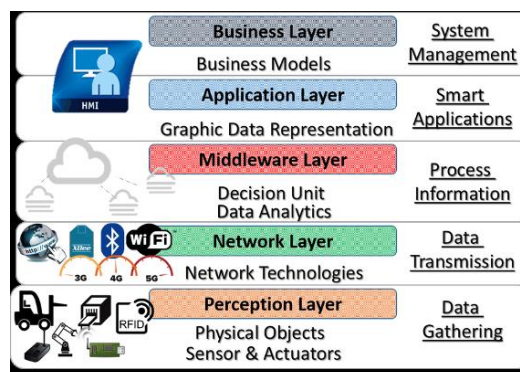 Business Layer
Business Models
System
Management
HMI
Application Layer
Graphic Data Representation
Smart
Applications
Middleware Layer
Decision Unit
Data Analytics
Process
Information
XBee
WiFi
3G
4G
5G
Network Layer
Network Technologies
Data
Transmission
RFID
Perception Layer
Physical Objects
Sensor & Actuators
Data
Gathering